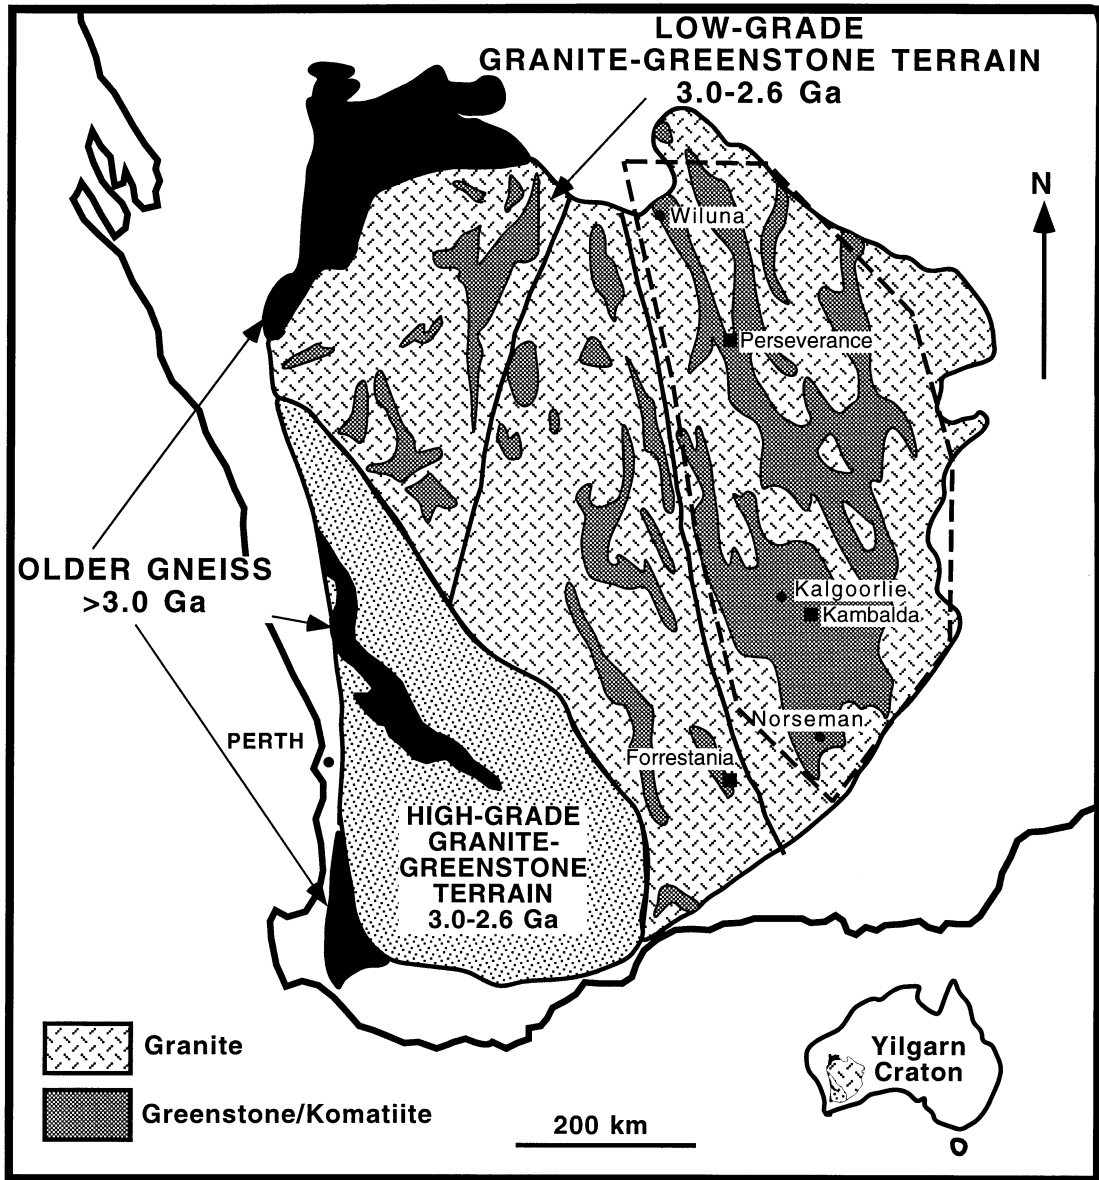 LOW-GRADE
GRANITE-GREENSTONE TERRAIN
3.0-2.6 Ga
N
Wiluna
Perseverance
OLDER GNEISS
>3.0 Ga
Kalgoorlie
Kambalda
Norseman
PERTH
Forrestania
HIGH-GRADE
GRANITE-
GREENSTONE
TERRAIN
3.0-2.6 Ga
Granite
Greenstone/Komatiite
200 km
Yilgarn
Craton